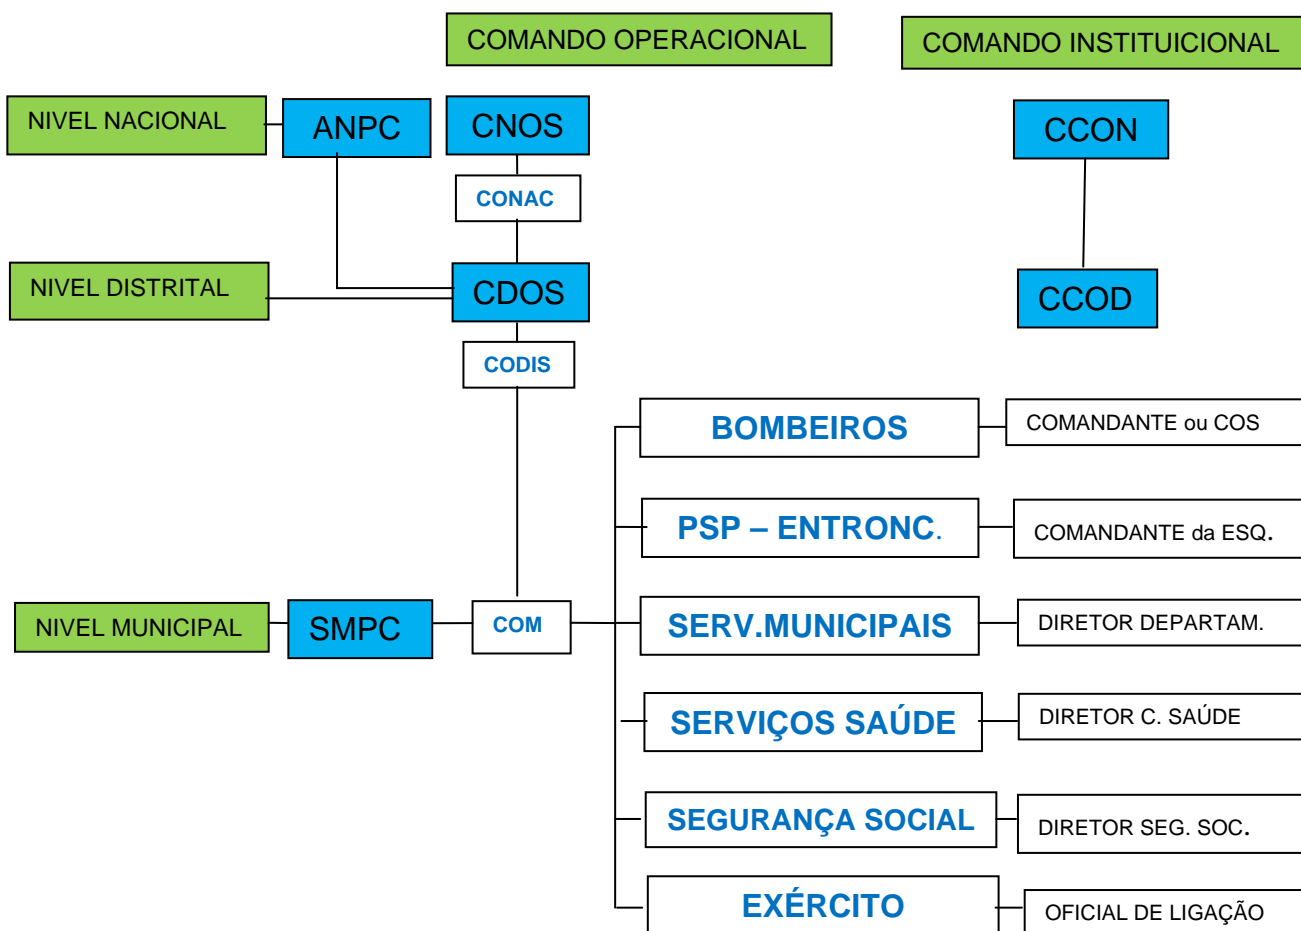 COMANDO OPERACIONAL
COMANDO INSTITUICIONAL
NIVEL NACIONAL
ANPC
CNOS
CCON
CONAC
NIVEL DISTRITAL
CDOS
CCOD
CODIS
BOMBEIROS
COMANDANTE ou COS
PSP – ENTRONC.
COMANDANTE da ESQ.
NIVEL MUNICIPAL
SMPC
COM
SERV.MUNICIPAIS
DIRETOR DEPARTAM.
SERVIÇOS SAÚDE
DIRETOR C. SAÚDE
SEGURANÇA SOCIAL
DIRETOR SEG. SOC.
EXÉRCITO
OFICIAL DE LIGAÇÃO